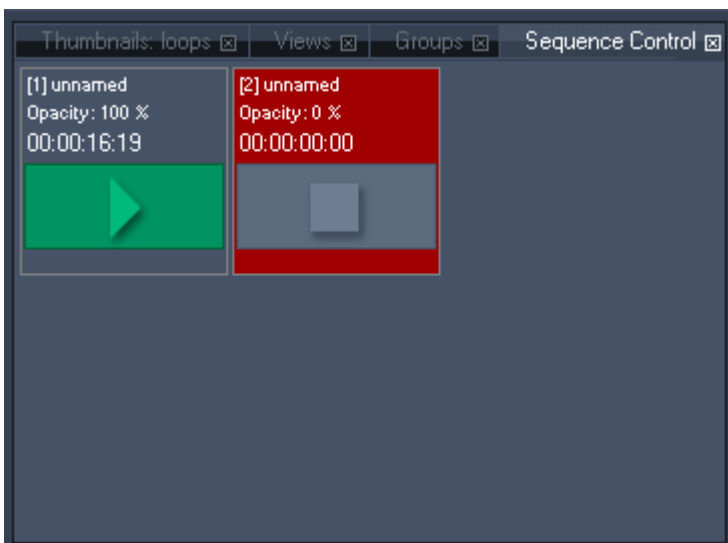 Thumbnails: loops Views Groups Sequence Control
[1] unnamed
Opacity: 100 %
00:00:16:19
[2] unnamed
Opacity: 0 %
00:00:00:00